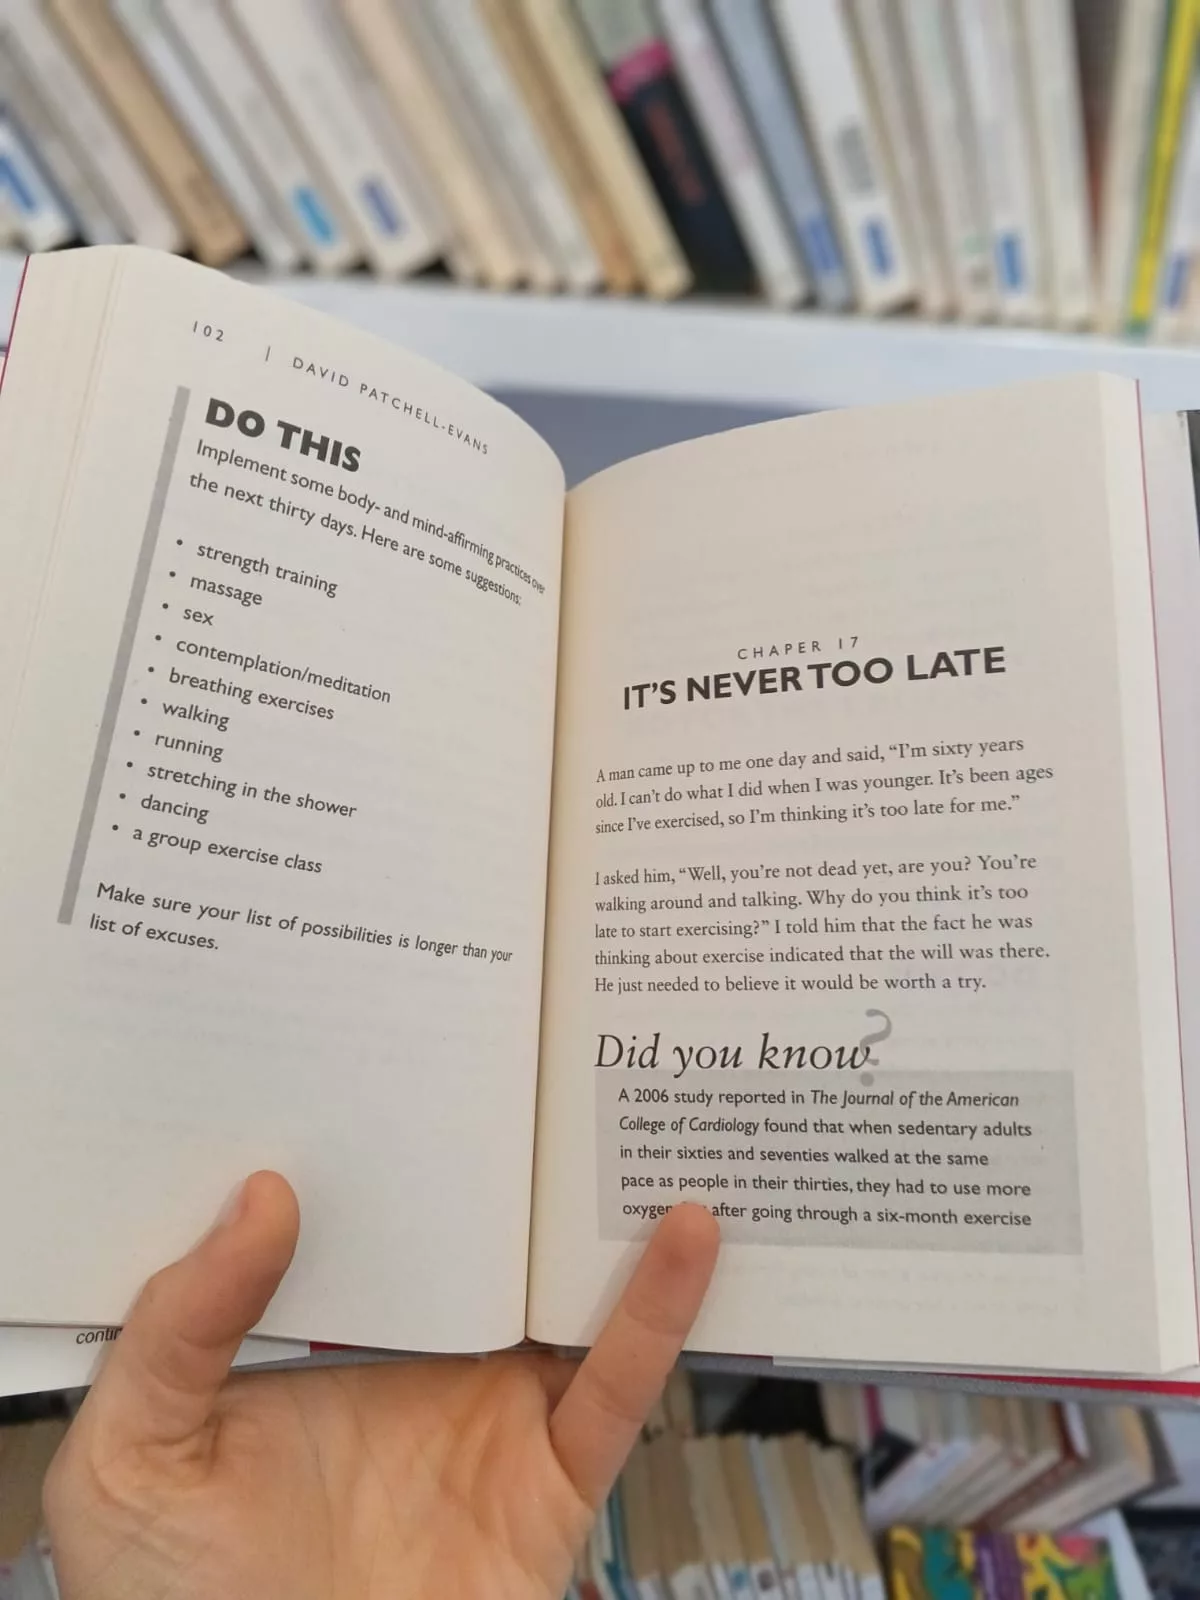 102 | DAVID PATCHELL-EVANS
DO THIS
Implement some body- and mind-affirming practices over
the next thirty days. Here are some suggestions:
• strength training
• massage
• sex
• contemplation/meditation
• breathing exercises
• walking
• running
• stretching in the shower
• dancing
• a group exercise class
Make sure your list of possibilities is longer than your
list of excuses.
CHAPER 17
IT'S NEVER TOO LATE
A man came up to me one day and said, “I'm sixty years
old. I can't do what I did when I was younger. It's been ages
since I've exercised, so I'm thinking it's too late for me.”
I asked him, “Well, you're not dead yet, are you? You're
walking around and talking. Why do you think it's too
late to start exercising?” I told him that the fact he was
thinking about exercise indicated that the will was there.
He just needed to believe it would be worth a try.
Did you know?
A 2006 study reported in The Journal of the American
College of Cardiology found that when sedentary adults
in their sixties and seventies walked at the same
pace as people in their thirties, they had to use more
after going through a six-month exercise